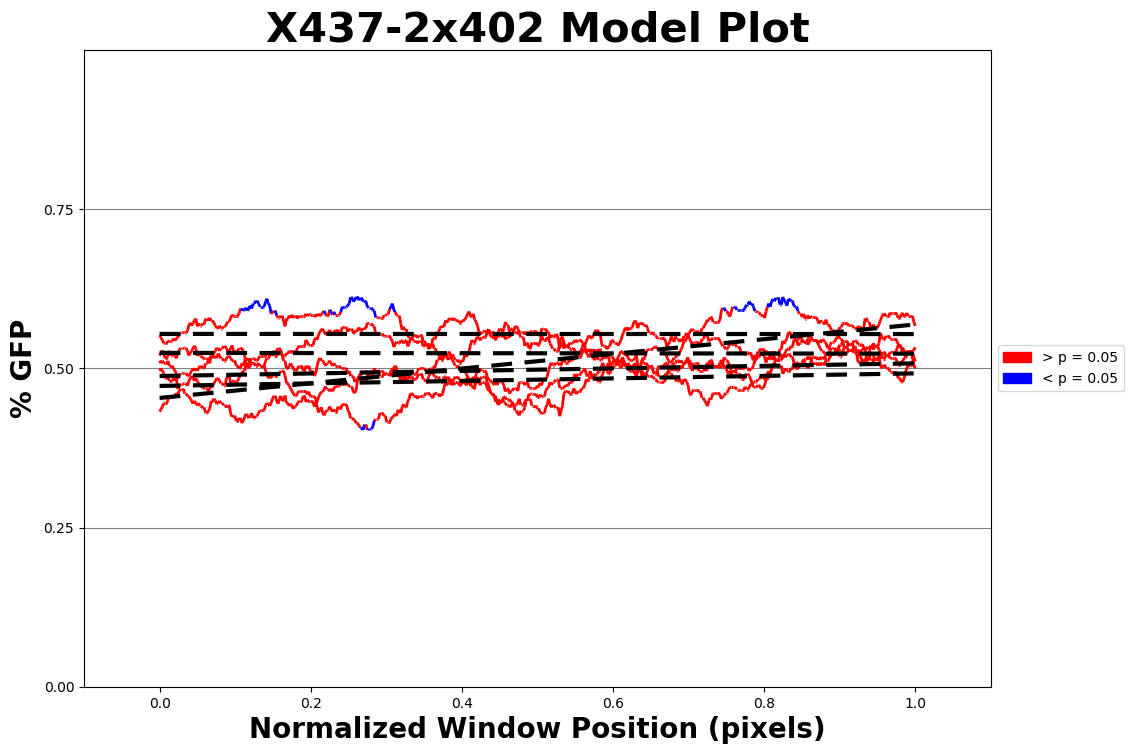 X437-2x402 Model Plot
% GFP
0.75
0.50
0.25
0.00
0.0 0.2 0.4 0.6 0.8 1.0
Normalized Window Position (pixels)
> p = 0.05
< p = 0.05